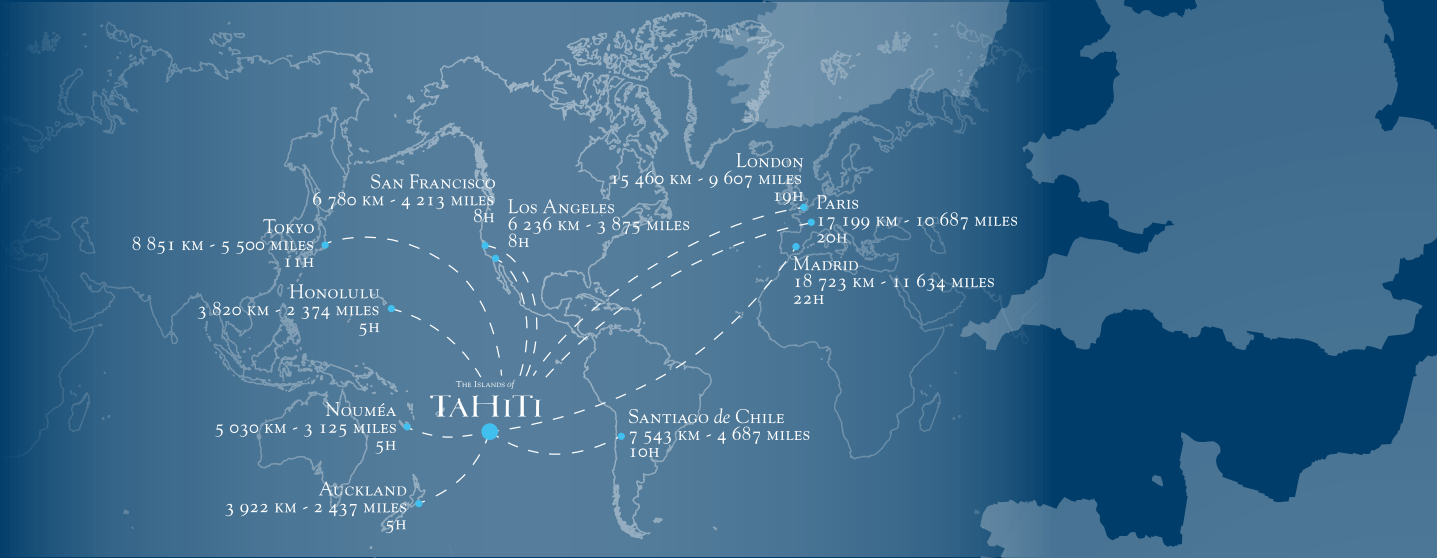 London
15 460 km - 9 607 miles
19h
San Francisco
6 780 km - 4 213 miles
8h
Los Angeles
6 236 km - 3 875 miles
8h
Paris
17 199 km - 10 687 miles
20h
Tokyo
8 851 km - 5 500 miles
11h
Madrid
18 723 km - 11 634 miles
22h
Honolulu
3 820 km - 2 374 miles
5h
The Islands of
TAHITI
Nouméa
5 030 km - 3 125 miles
5h
Santiago de Chile
7 543 km - 4 687 miles
10h
Auckland
3 922 km - 2 437 miles
5h